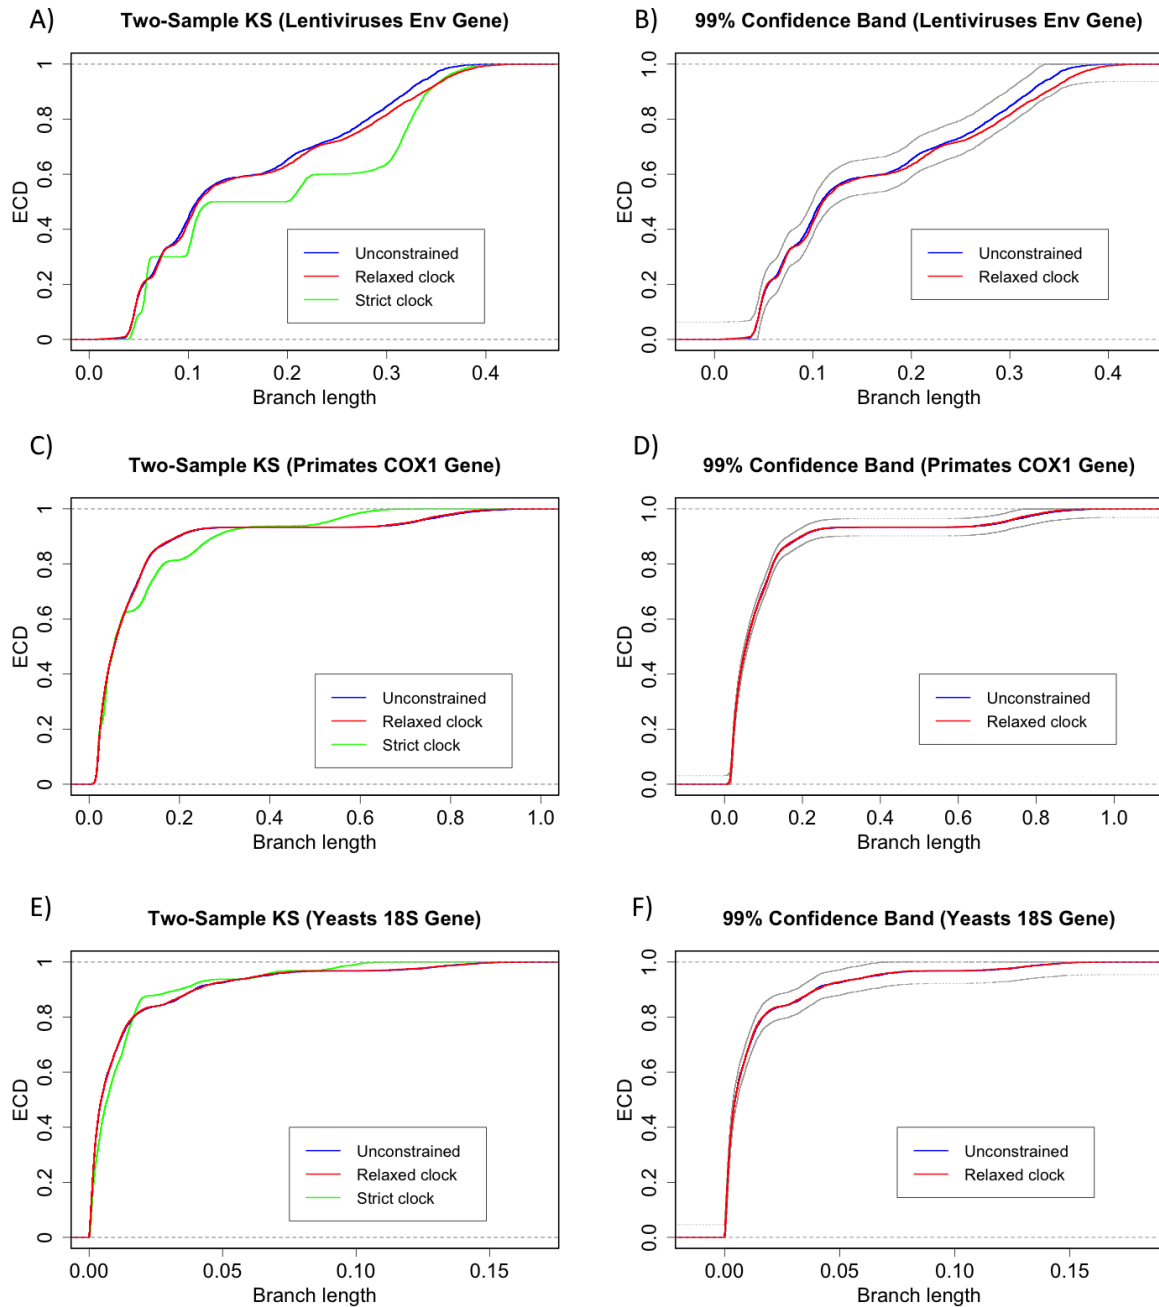 A)
Two-Sample KS (Lentiviruses Env Gene)
ECD
1
0.8
0.6
0.4
0.2
0
Unconstrained
Relaxed clock
Strict clock
0.0 0.1 0.2 0.3 0.4
Branch length
B)
99% Confidence Band (Lentiviruses Env Gene)
ECD
1.0
0.8
0.6
0.4
0.2
0.0
Unconstrained
Relaxed clock
0.0 0.1 0.2 0.3 0.4
Branch length
C)
Two-Sample KS (Primates COX1 Gene)
ECD
1
0.8
0.6
0.4
0.2
0
Unconstrained
Relaxed clock
Strict clock
0.0 0.2 0.4 0.6 0.8 1.0
Branch length
D)
99% Confidence Band (Primates COX1 Gene)
ECD
1.0
0.8
0.6
0.4
0.2
0.0
Unconstrained
Relaxed clock
0.0 0.2 0.4 0.6 0.8 1.0
Branch length
E)
Two-Sample KS (Yeasts 18S Gene)
ECD
1
0.8
0.6
0.4
0.2
0
Unconstrained
Relaxed clock
Strict clock
0.00 0.05 0.10 0.15
Branch length
F)
99% Confidence Band (Yeasts 18S Gene)
ECD
1.0
0.8
0.6
0.4
0.2
0.0
Unconstrained
Relaxed clock
0.00 0.05 0.10 0.15
Branch length